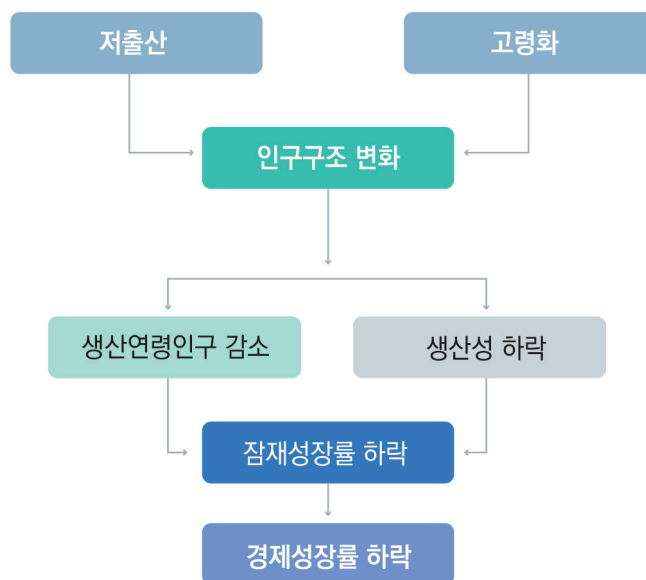 저출산
고령화
인구구조 변화
생산연령인구 감소
생산성 하락
잠재성장률 하락
경제성장률 하락